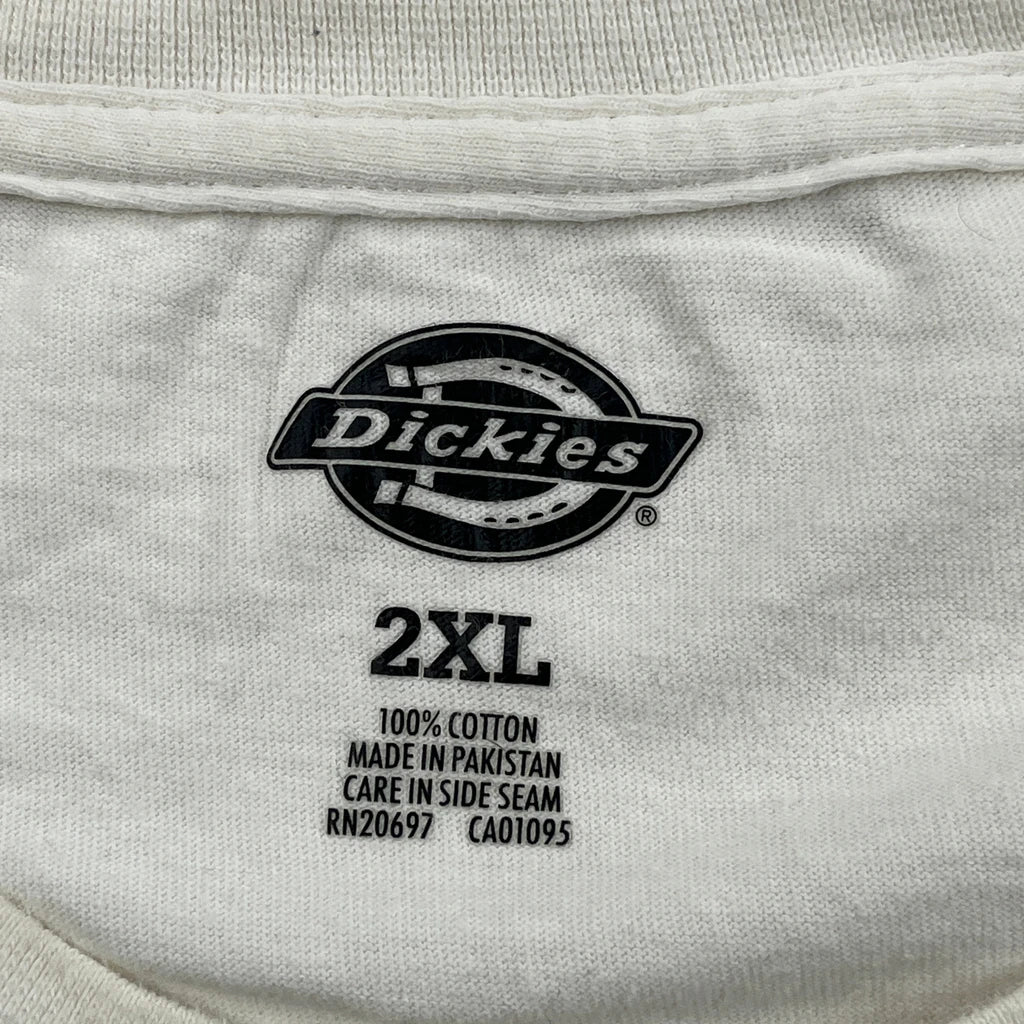 Dickies
®
2XL
100% COTTON
MADE IN PAKISTAN
CARE IN SIDE SEAM
RN20697 CA01095